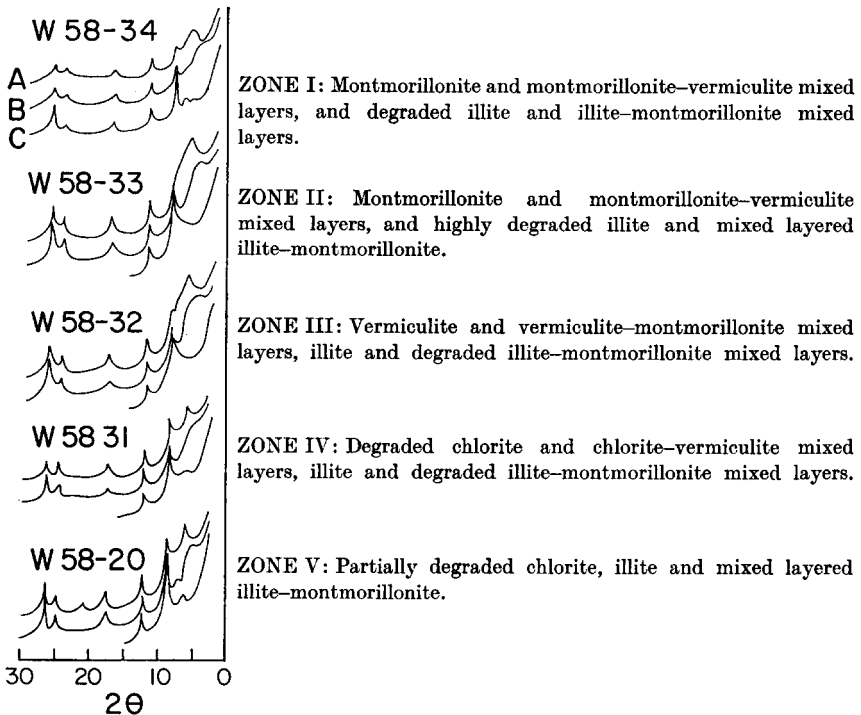 W 58-34
A
B
C
ZONE I: Montmorillonite and montmorillonite–vermiculite mixed
layers, and degraded illite and illite–montmorillonite mixed
layers.
W 58-33
ZONE II: Montmorillonite and montmorillonite–vermiculite
mixed layers, and highly degraded illite and mixed layered
illite–montmorillonite.
W 58-32
ZONE III: Vermiculite and vermiculite–montmorillonite mixed
layers, illite and degraded illite–montmorillonite mixed layers.
W 58 31
ZONE IV: Degraded chlorite and chlorite–vermiculite mixed
layers, illite and degraded illite–montmorillonite mixed layers.
W 58-20
ZONE V: Partially degraded chlorite, illite and mixed layered
illite–montmorillonite.
30 20 10 0
2θ